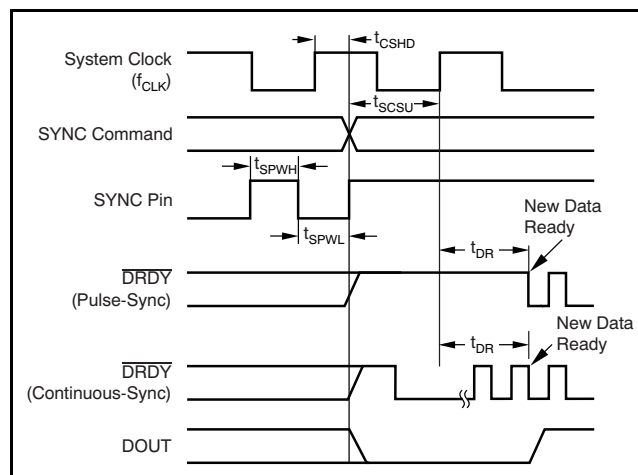 System Clock
(fCLK)
tCSHD
tSCSU
SYNC Command
tSPWH
SYNC Pin
tSPWL
New Data
Ready
tDR
DRDY
(Pulse-Sync)
New Data
Ready
tDR
DRDY
(Continuous-Sync)
DOUT